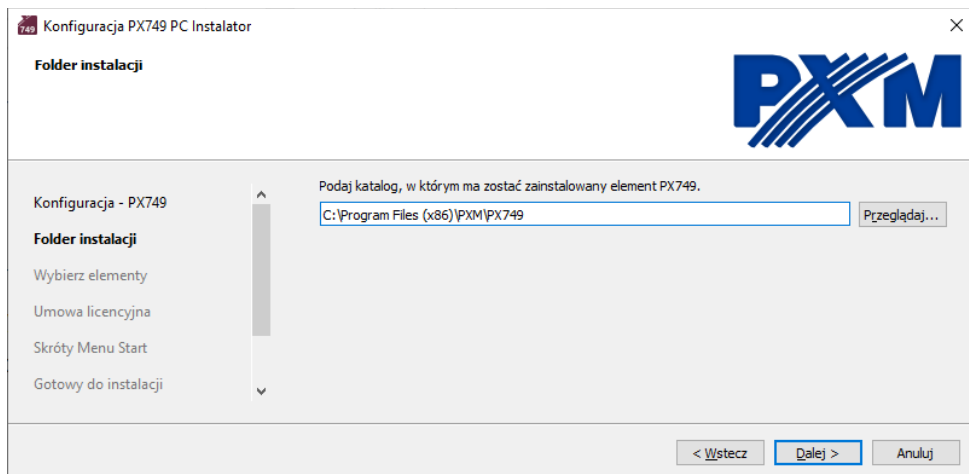 749 Konfiguracja PX749 PC Instalator
Folder instalacji
PXM
Konfiguracja - PX749
Folder instalacji
Wybierz elementy
Umowa licencyjna
Skróty Menu Start
Gotowy do instalacji
Podaj katalog, w którym ma zostać zainstalowany element PX749.
C:\Program Files (x86)\PXM\PX749
Przeglądaj...
< Wstecz
Dalej >
Anuluj